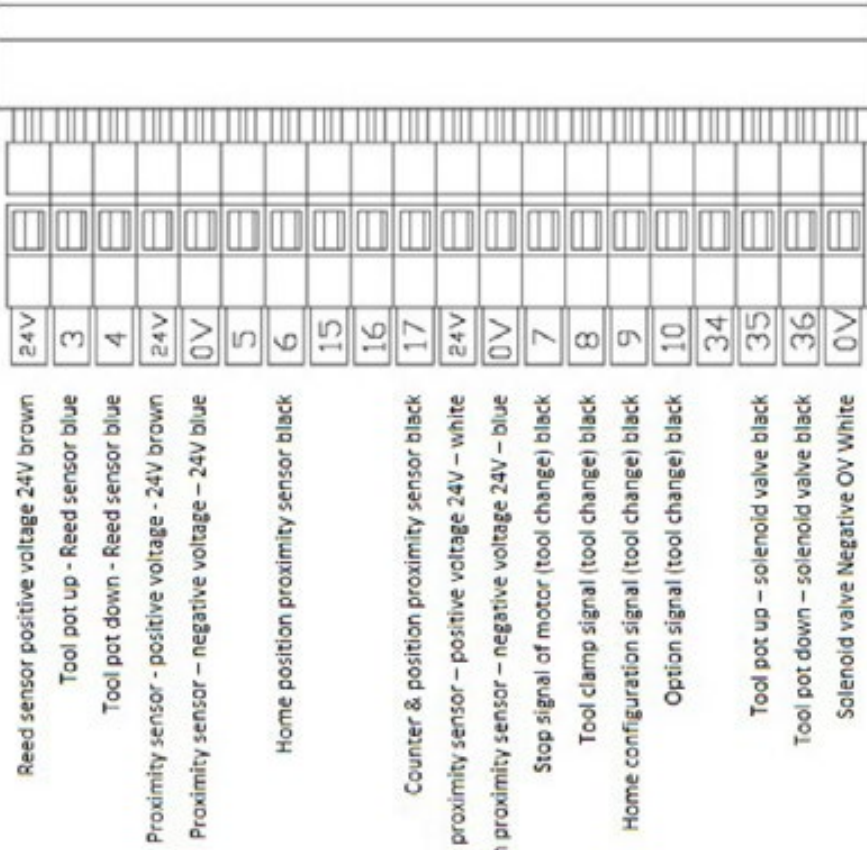 24V
3
4
24V
0V
5
6
15
16
17
24V
0V
7
8
9
10
34
35
36
0V
Reed sensor positive voltage 24V brown
Tool pot up - Reed sensor blue
Tool pot down - Reed sensor blue
Proximity sensor - positive voltage - 24V brown
Proximity sensor – negative voltage – 24V blue
Home position proximity sensor black
Counter & position proximity sensor black
proximity sensor – positive voltage 24V – white
proximity sensor – negative voltage 24V – blue
Stop signal of motor (tool change) black
Tool clamp signal (tool change) black
Home configuration signal (tool change) black
Option signal (tool change) black
Tool pot up – solenoid valve black
Tool pot down – solenoid valve black
Solenoid valve Negative OV White